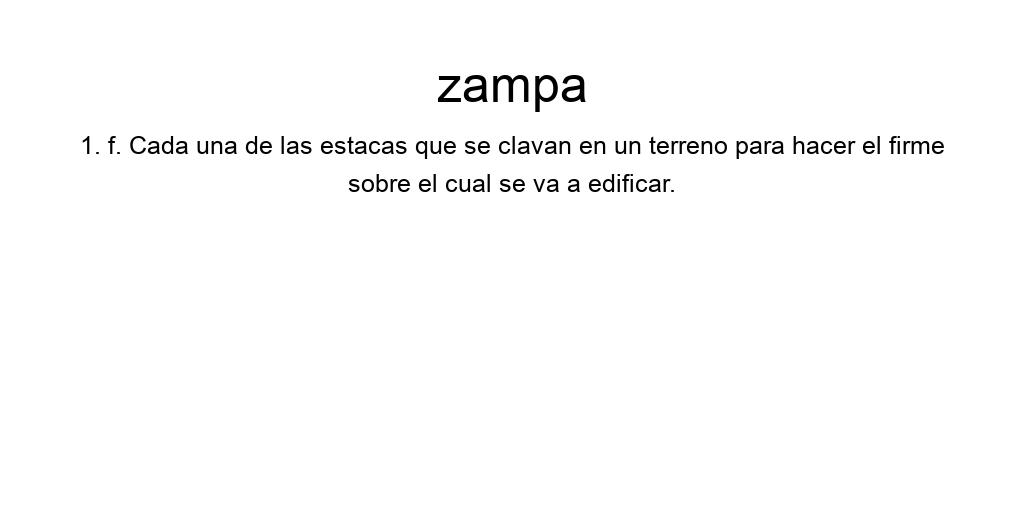 zampa
1. f. Cada una de las estacas que se clavan en un terreno para hacer el firme
sobre el cual se va a edificar.